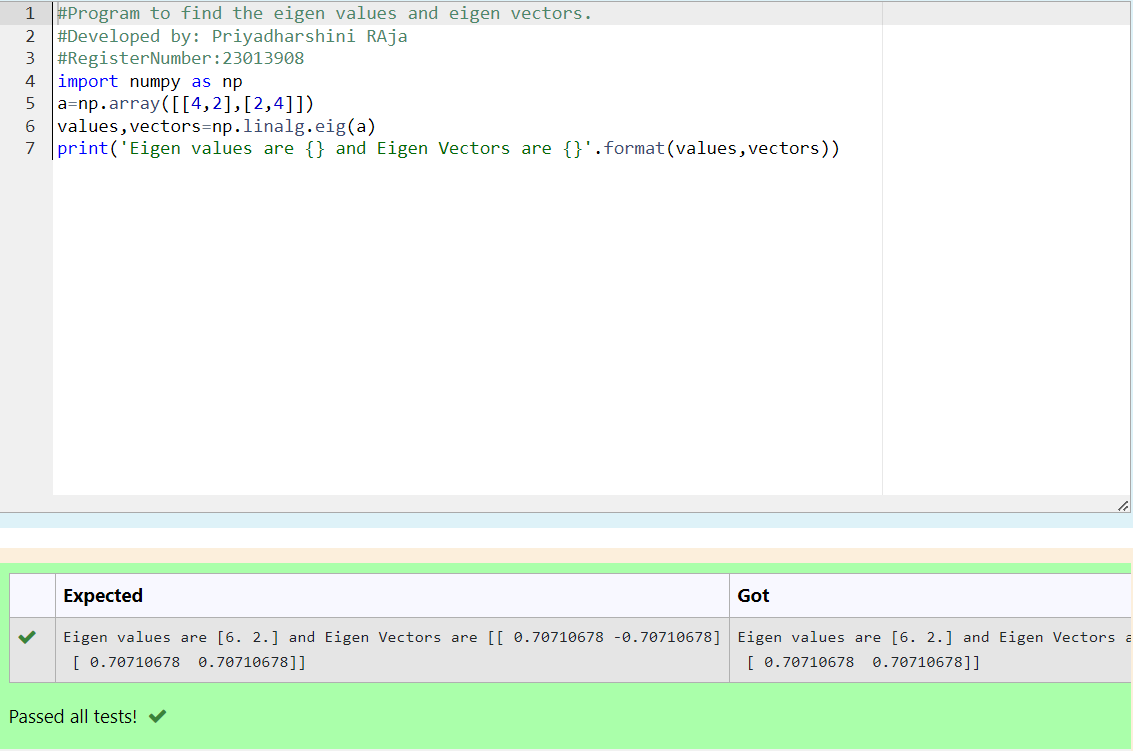 1 #Program to find the eigen values and eigen vectors.
2 #Developed by: Priyadharshini RAja
3 #RegisterNumber:23013908
4 import numpy as np
5 a=np.array([[4,2],[2,4]])
6 values,vectors=np.linalg.eig(a)
7 print('Eigen values are {} and Eigen Vectors are {}'.format(values,vectors))
Expected Got
Eigen values are [6. 2.] and Eigen Vectors are [[ 0.70710678 -0.70710678] Eigen values are [6. 2.] and Eigen Vectors
[ 0.70710678  0.70710678]] [ 0.70710678  0.70710678]]
Passed all tests!